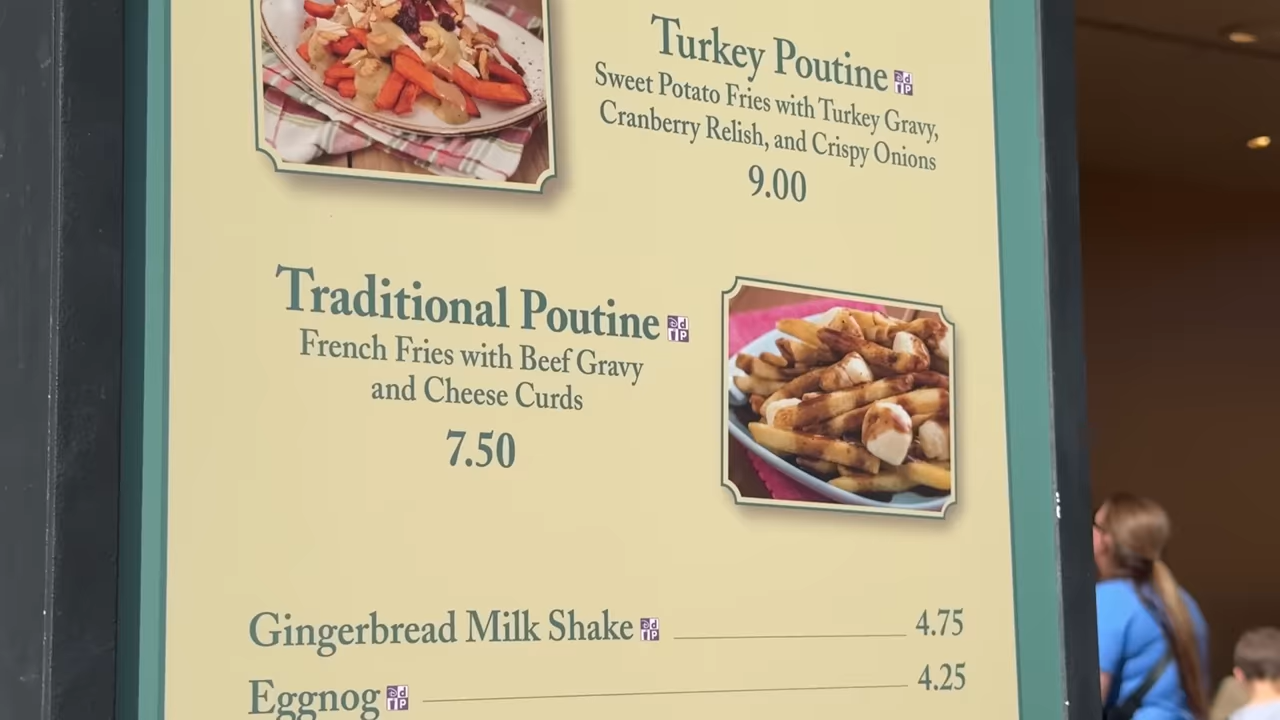 Turkey Poutine
Sweet Potato Fries with Turkey Gravy,
Cranberry Relish, and Crispy Onions
9.00
Traditional Poutine
French Fries with Beef Gravy
and Cheese Curds
7.50
Gingerbread Milk Shake 4.75
Eggnog 4.25